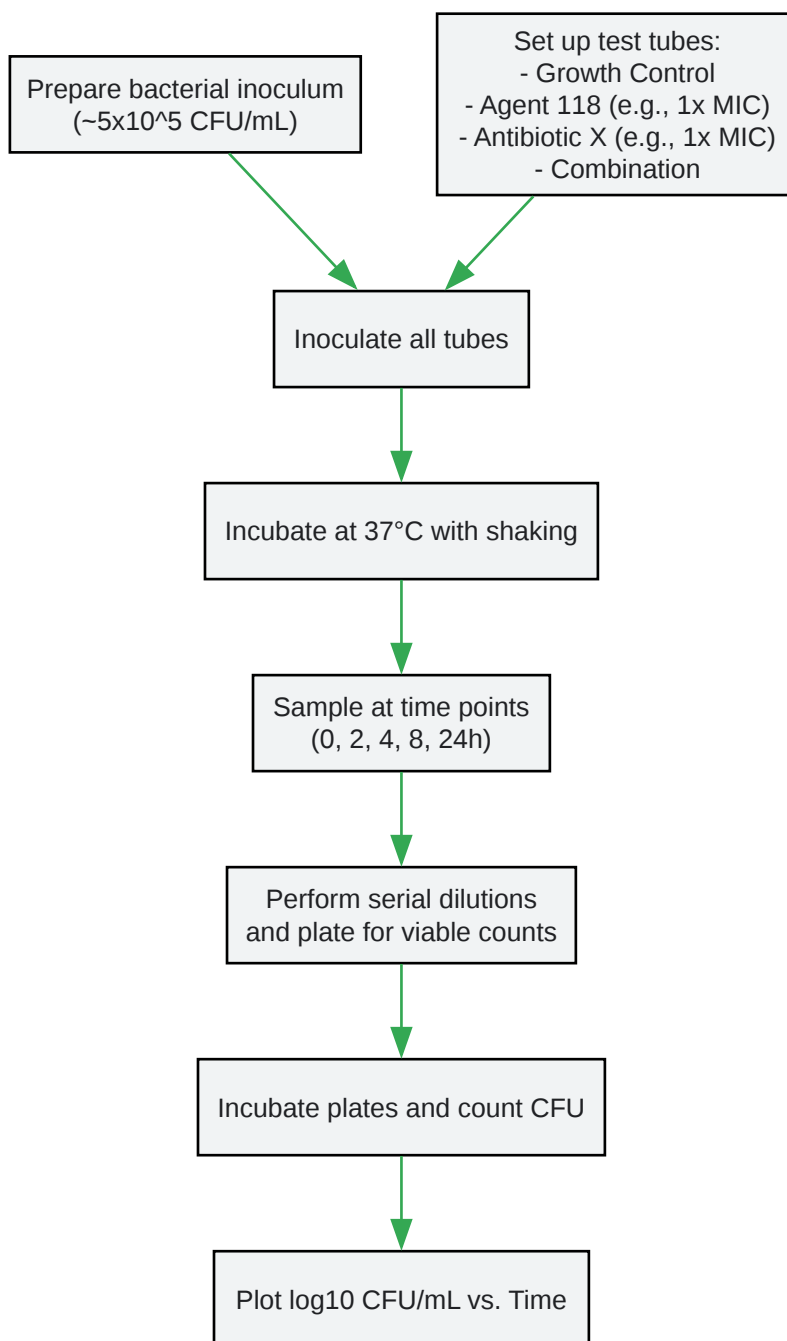 Prepare bacterial inoculum
(~5x10^5 CFU/mL)
Set up test tubes:
- Growth Control
- Agent 118 (e.g., 1x MIC)
- Antibiotic X (e.g., 1x MIC)
- Combination
Inoculate all tubes
Incubate at 37°C with shaking
Sample at time points
(0, 2, 4, 8, 24h)
Perform serial dilutions
and plate for viable counts
Incubate plates and count CFU
Plot log10 CFU/mL vs. Time